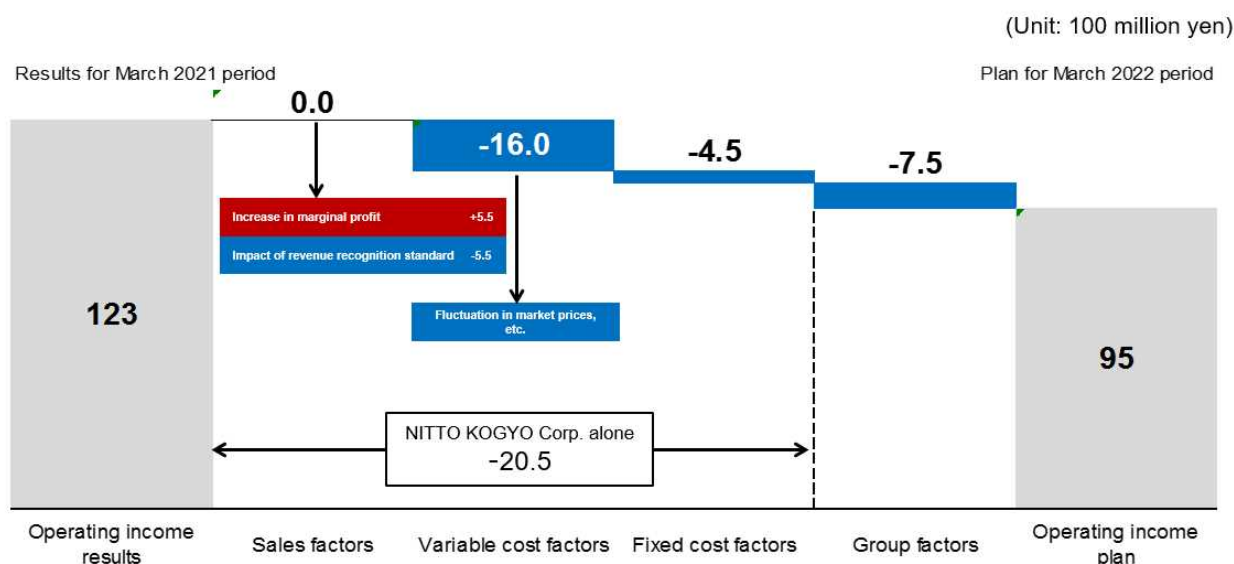 (Unit: 100 million yen)
Results for March 2021 period
Plan for March 2022 period
0.0
-16.0
-4.5
-7.5
Increase in marginal profit +5.5
Impact of revenue recognition standard -5.5
Fluctuation in market prices,
etc.
123
95
NITTO KOGYO Corp. alone
-20.5
Operating income
results
Sales factors
Variable cost factors
Fixed cost factors
Group factors
Operating income
plan